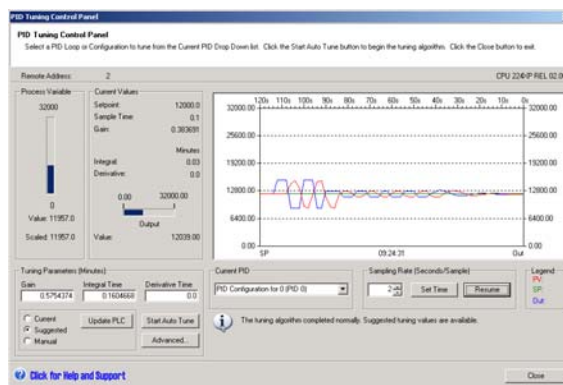 PID Tuning Control Panel
PID Tuning Control Panel
Select a PID Loop or Configuration to tune from the Current PID Drop Down list. Click the Start Auto Tune button to begin the tuning algorithm. Click the Close button to exit.
Remote Address: 2
CPU 224XP REL 02.0
Process Variable
32000
0
Value: 11957.0
Scaled: 11957.0
Current Values
Setpoint: 12000.0
Sample Time: 0.1
Gain: 0.383691
Minutes
Integral: 0.03
Derivative: 0.0
0.00 32000.00
Output
Value: 12039.00
120s 110s 100s 90s 80s 70s 60s 50s 40s 30s 20s 10s 0s
32000.00 32000.00
25600.00 25600.00
19200.00 19200.00
12800.00 12800.00
6400.00 6400.00
0.00 0.00
SP 09:24:31 Out
Tuning Parameters (Minutes)
Gain Integral Time Derivative Time
0.5754374 0.1604668 0.0
Current
Suggested
Manual
Update PLC
Start Auto Tune
Advanced...
Current PID
PID Configuration for 0 (PID 0)
Sampling Rate (Seconds/Sample)
2
Set Time
Resume
Legend
PV:
SP:
Out:
The tuning algorithm completed normally. Suggested tuning values are available.
Click for Help and Support
Close